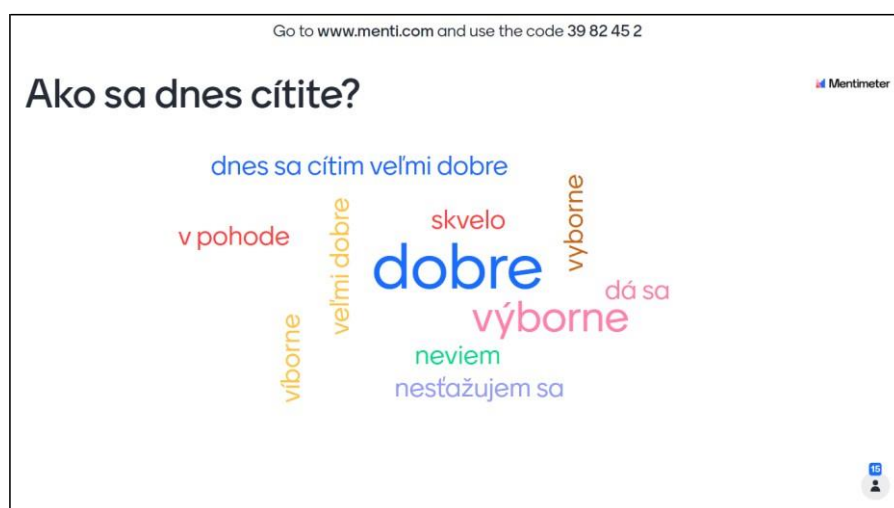 Go to www.menti.com and use the code 39 82 45 2
Ako sa dnes cítite?
Mentimeter
dnes sa cítim veľmi dobre
v pohode
veľmi dobre
skvelo
vyborne
dobre
dá sa
výborne
víborne
neviem
nesťažujem sa
15